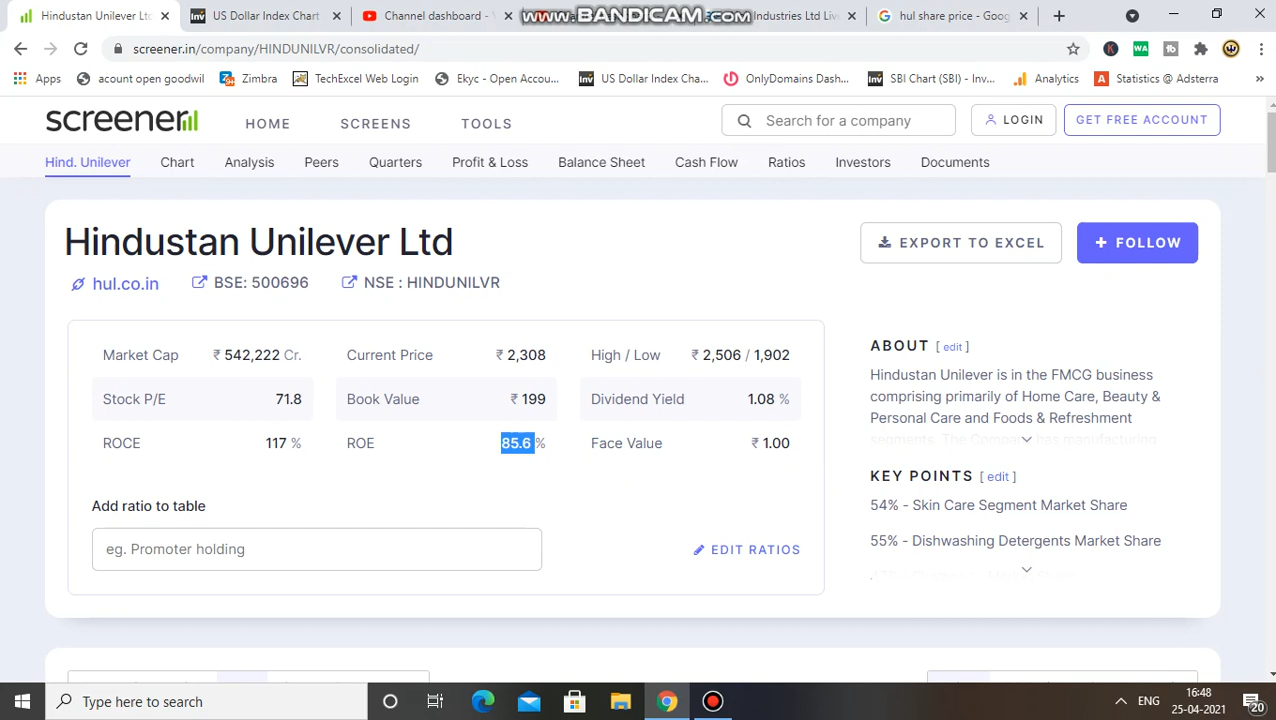 Hindustan Unilever Ltd
US Dollar Index Chart
Channel dashboard -
www.BANDICAM.com
Industries Ltd Liv
hul share price - Goog
screener.in/company/HINDUNILVR/consolidated/
Apps
acount open goodwil
Zimbra
TechExcel Web Login
Ekyc - Open Accou...
US Dollar Index Cha...
OnlyDomains Dash...
SBI Chart (SBI) - Inv...
Analytics
Statistics @ Adsterra
screener
HOME
SCREENS
TOOLS
Search for a company
LOGIN
GET FREE ACCOUNT
Hind. Unilever
Chart
Analysis
Peers
Quarters
Profit & Loss
Balance Sheet
Cash Flow
Ratios
Investors
Documents
Hindustan Unilever Ltd
EXPORT TO EXCEL
+ FOLLOW
hul.co.in
BSE: 500696
NSE : HINDUNILVR
Market Cap ₹ 542,222 Cr.
Current Price ₹ 2,308
High / Low ₹ 2,506 / 1,902
Stock P/E 71.8
Book Value ₹ 199
Dividend Yield 1.08 %
ROCE 117 %
ROE 85.6 %
Face Value ₹ 1.00
Add ratio to table
eg. Promoter holding
EDIT RATIOS
ABOUT [ edit ]
Hindustan Unilever is in the FMCG business
comprising primarily of Home Care, Beauty &
Personal Care and Foods & Refreshment
segments. The Company has manufacturing
KEY POINTS [ edit ]
54% - Skin Care Segment Market Share
55% - Dishwashing Detergents Market Share
Type here to search
ENG
16:48
25-04-2021
20